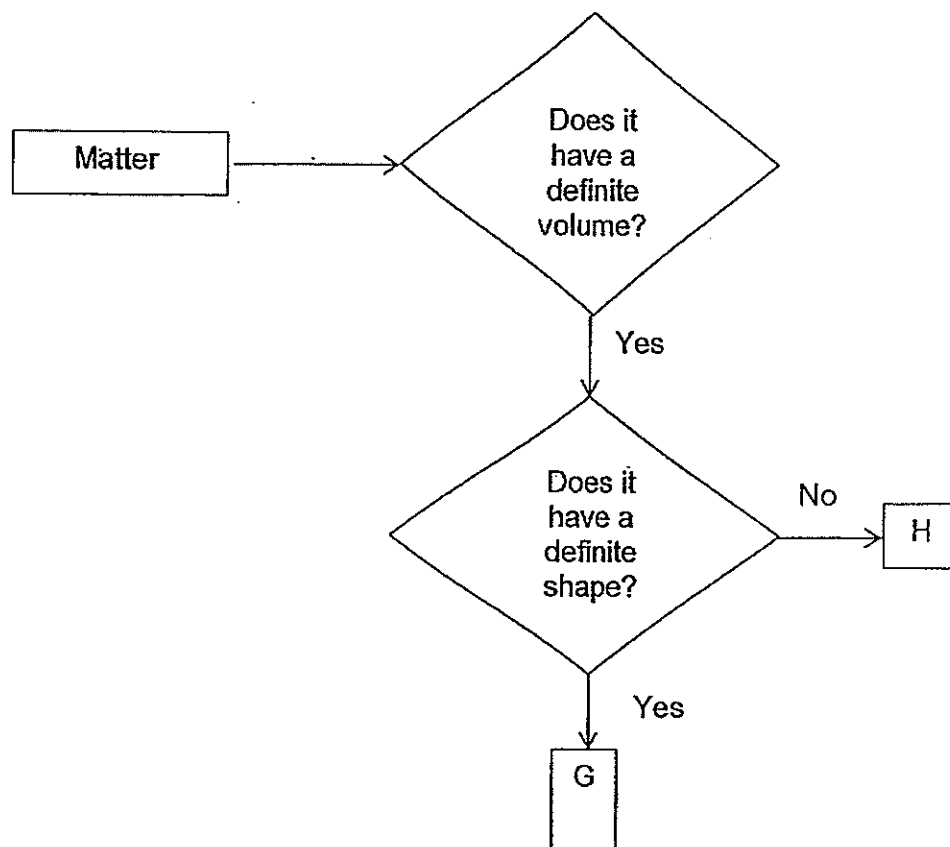 Matter
Does it
have a
definite
volume?
Yes
Does it
have a
definite
shape?
No
H
Yes
G